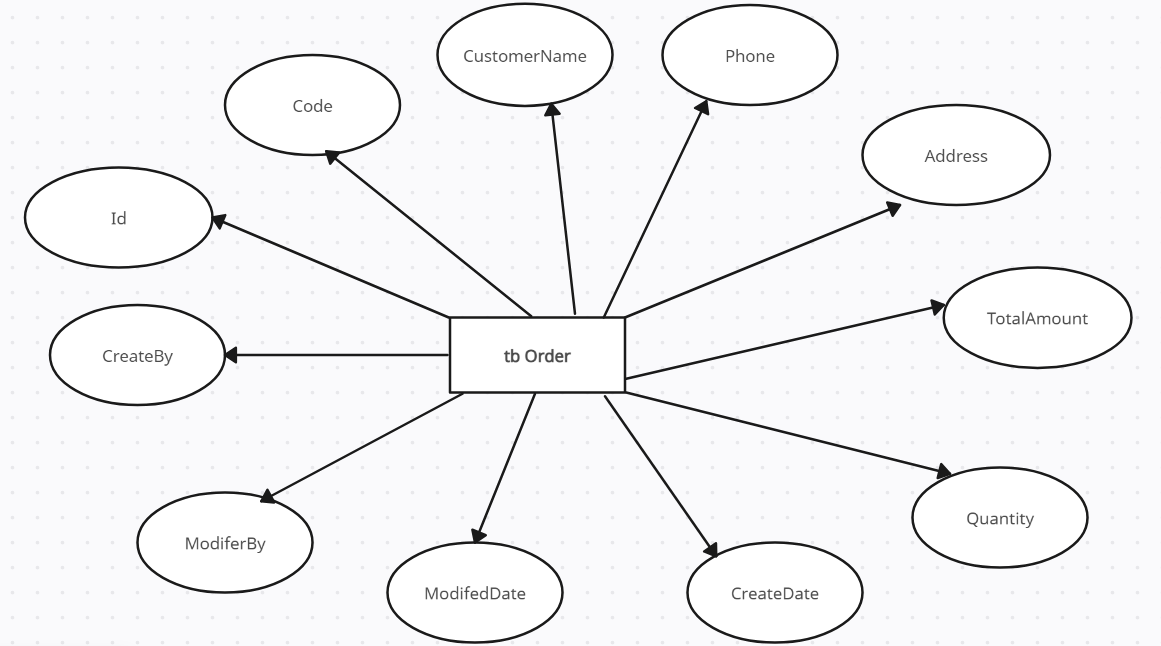 CustomerName
Phone
Code
Address
Id
TotalAmount
CreateBy
tb Order
Quantity
ModiferBy
ModifedDate
CreateDate